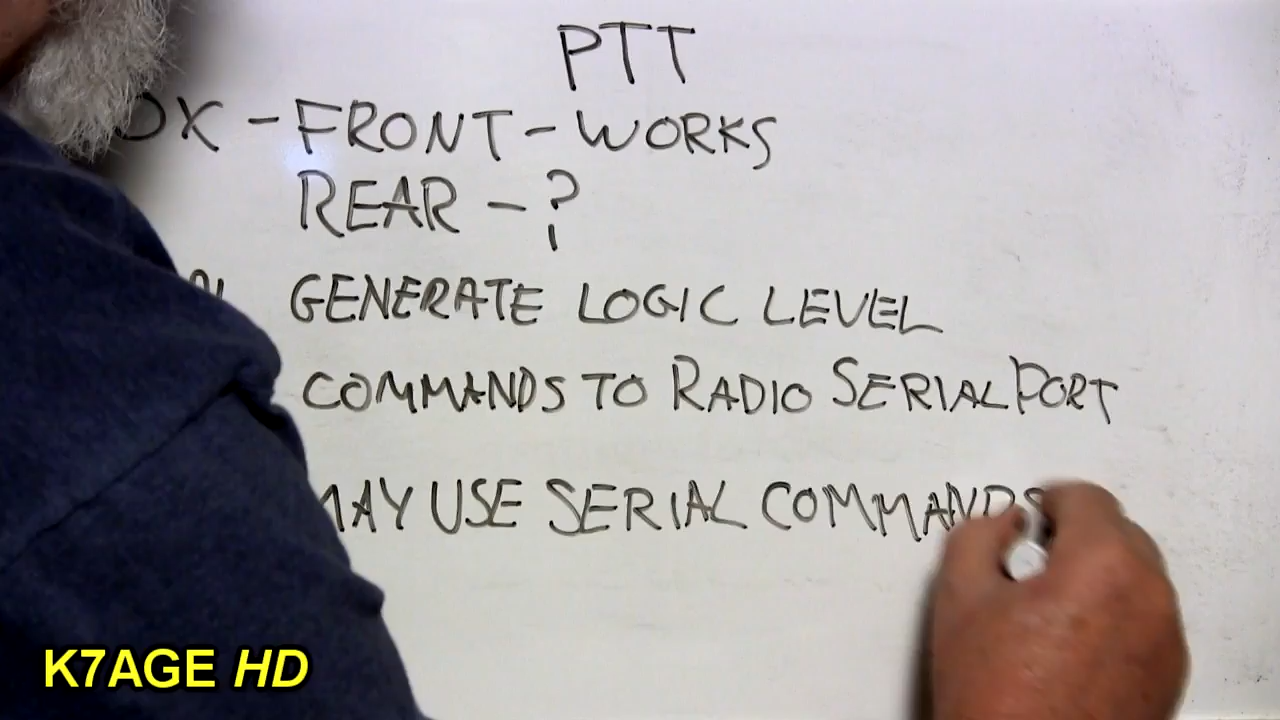 PTT
OX - FRONT - WORKS
REAR - ?
GENERATE LOGIC LEVEL
COMMANDS TO RADIO SERIAL PORT
MAY USE SERIAL COMMANDS
K7AGE HD